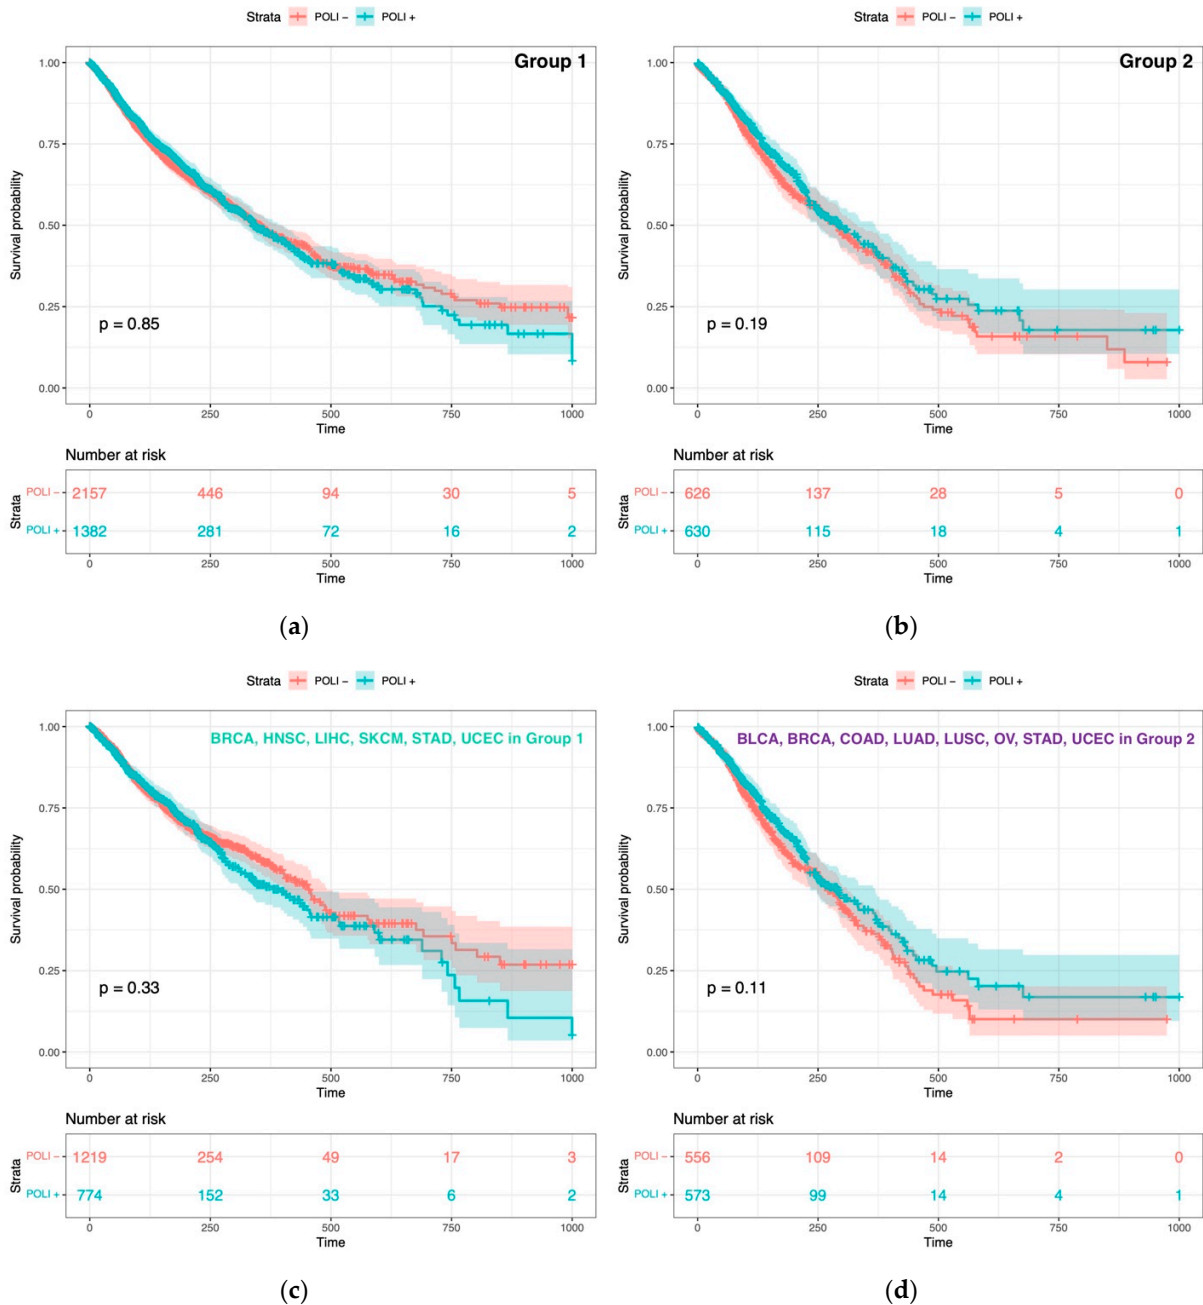 Strata POLI − POLI +
Group 1
Survival probability
1.00
0.75
0.50
0.25
0.00
p = 0.85
0 250 500 750 1000
Time
Number at risk
Strata
POLI − 2157 446 94 30 5
POLI + 1382 281 72 16 2
0 250 500 750 1000
Time
(a)
Strata POLI − POLI +
Group 2
Survival probability
1.00
0.75
0.50
0.25
0.00
p = 0.19
0 250 500 750 1000
Time
Number at risk
Strata
POLI − 626 137 28 5 0
POLI + 630 115 18 4 1
0 250 500 750 1000
Time
(b)
Strata POLI − POLI +
BRCA, HNSC, LIHC, SKCM, STAD, UCEC in Group 1
Survival probability
1.00
0.75
0.50
0.25
0.00
p = 0.33
0 250 500 750 1000
Time
Number at risk
Strata
POLI − 1219 254 49 17 3
POLI + 774 152 33 6 2
0 250 500 750 1000
Time
(c)
Strata POLI − POLI +
BLCA, BRCA, COAD, LUAD, LUSC, OV, STAD, UCEC in Group 2
Survival probability
1.00
0.75
0.50
0.25
0.00
p = 0.11
0 250 500 750 1000
Time
Number at risk
Strata
POLI − 556 109 14 2 0
POLI + 573 99 14 4 1
0 250 500 750 1000
Time
(d)